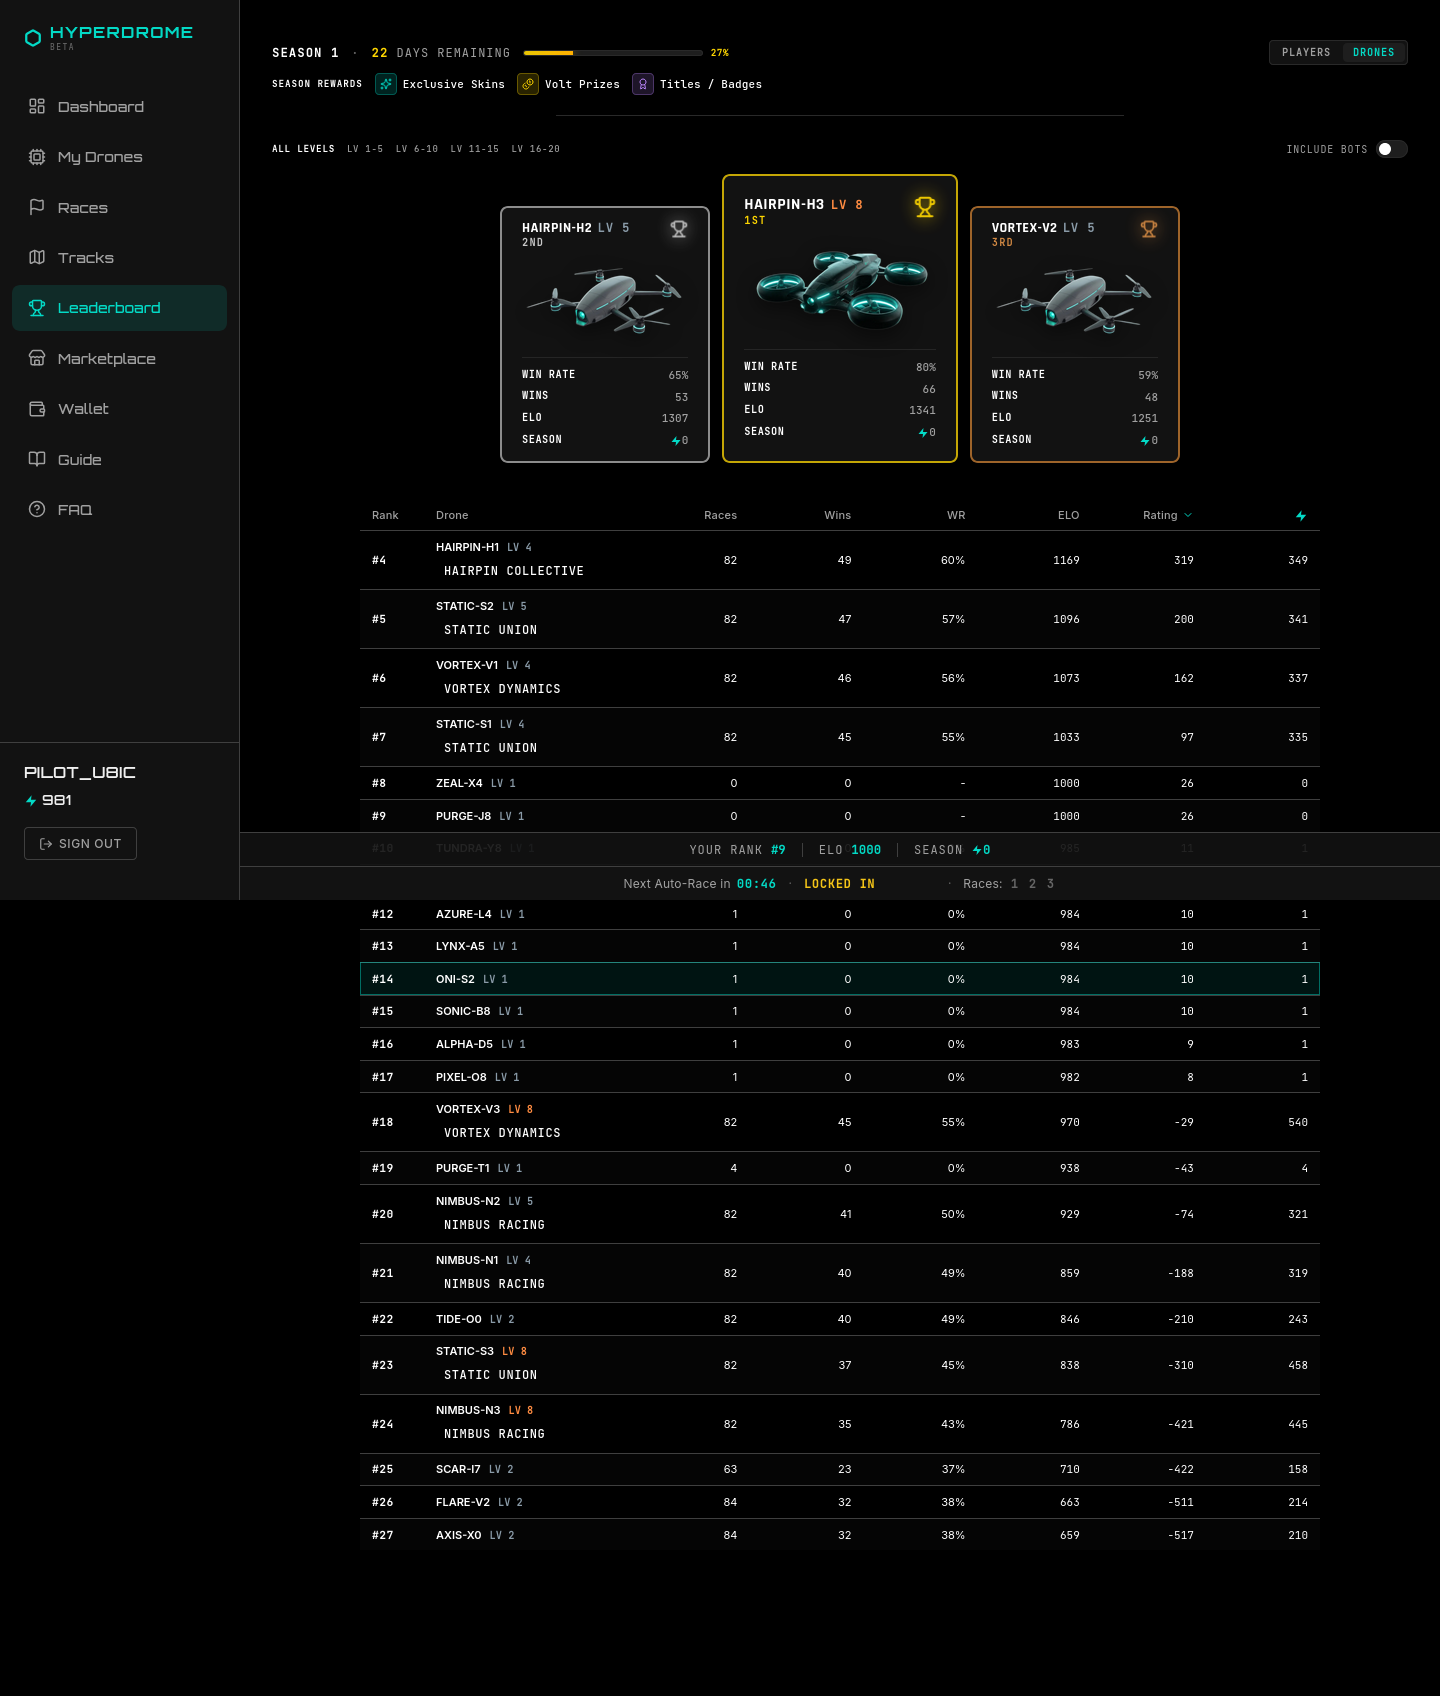 HYPERDROME
BETA
Dashboard
My Drones
Races
Tracks
Leaderboard
Marketplace
Wallet
Guide
FAQ
PILOT_U8IC
981
SIGN OUT
SEASON 1 · 22 DAYS REMAINING 27%
PLAYERS DRONES
SEASON REWARDS Exclusive Skins Volt Prizes Titles / Badges
ALL LEVELS LV 1-5 LV 6-10 LV 11-15 LV 16-20
INCLUDE BOTS
HAIRPIN-H2 LV 5
2ND
WIN RATE 65%
WINS 53
ELO 1307
SEASON 0
HAIRPIN-H3 LV 8
1ST
WIN RATE 80%
WINS 66
ELO 1341
SEASON 0
VORTEX-V2 LV 5
3RD
WIN RATE 59%
WINS 48
ELO 1251
SEASON 0
Rank Drone Races Wins WR ELO Rating
#4 HAIRPIN-H1 LV 4 82 49 60% 1169 319 349
HAIRPIN COLLECTIVE
#5 STATIC-S2 LV 5 82 47 57% 1096 200 341
STATIC UNION
#6 VORTEX-V1 LV 4 82 46 56% 1073 162 337
VORTEX DYNAMICS
#7 STATIC-S1 LV 4 82 45 55% 1033 97 335
STATIC UNION
#8 ZEAL-X4 LV 1 0 0 - 1000 26 0
#9 PURGE-J8 LV 1 0 0 - 1000 26 0
#10 TUNDRA-Y8 LV 1 985 11 1
YOUR RANK #9 ELO 1000 SEASON 0
Next Auto-Race in 00:46 · LOCKED IN · Races: 1 2 3
#12 AZURE-L4 LV 1 1 0 0% 984 10 1
#13 LYNX-A5 LV 1 1 0 0% 984 10 1
#14 ONI-S2 LV 1 1 0 0% 984 10 1
#15 SONIC-B8 LV 1 1 0 0% 984 10 1
#16 ALPHA-D5 LV 1 1 0 0% 983 9 1
#17 PIXEL-O8 LV 1 1 0 0% 982 8 1
#18 VORTEX-V3 LV 8 82 45 55% 970 -29 540
VORTEX DYNAMICS
#19 PURGE-T1 LV 1 4 0 0% 938 -43 4
#20 NIMBUS-N2 LV 5 82 41 50% 929 -74 321
NIMBUS RACING
#21 NIMBUS-N1 LV 4 82 40 49% 859 -188 319
NIMBUS RACING
#22 TIDE-O0 LV 2 82 40 49% 846 -210 243
#23 STATIC-S3 LV 8 82 37 45% 838 -310 458
STATIC UNION
#24 NIMBUS-N3 LV 8 82 35 43% 786 -421 445
NIMBUS RACING
#25 SCAR-I7 LV 2 63 23 37% 710 -422 158
#26 FLARE-V2 LV 2 84 32 38% 663 -511 214
#27 AXIS-X0 LV 2 84 32 38% 659 -517 210